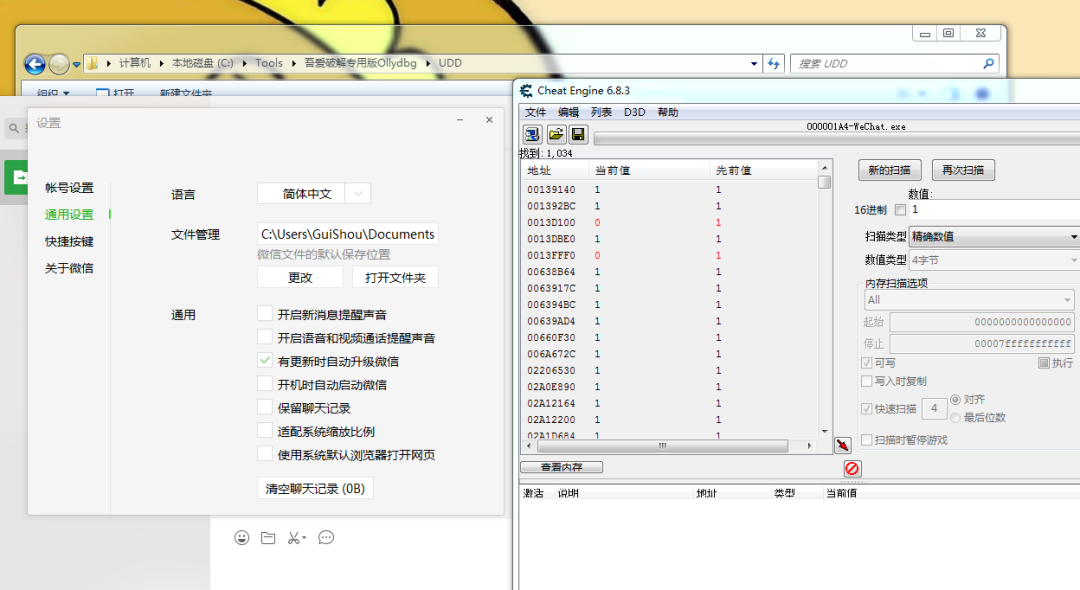 计算机 本地磁盘 (C:) Tools 吾爱破解专用版Ollydbg UDD
搜索 UDD
组织 打开 新建文件夹
设置
帐号设置
通用设置
快捷按键
关于微信
语言 简体中文
文件管理 C:\Users\GuiShou\Documents
微信文件的默认保存位置
更改 打开文件夹
通用 开启新消息提醒声音
开启语音和视频通话提醒声音
有更新时自动升级微信
开机时自动启动微信
保留聊天记录
适配系统缩放比例
使用系统默认浏览器打开网页
清空聊天记录 (0B)
Cheat Engine 6.8.3
文件 编辑 列表 D3D 帮助
000001A4-WeChat.exe
找到: 1,034
地址 当前值 先前值
00139140 1 1
001392BC 1 1
0013D100 0 1
0013DBE0 1 1
0013FFF0 0 1
00638B64 1 1
0063917C 1 1
006394BC 1 1
00639AD4 1 1
00660F30 1 1
006A672C 1 1
02206530 1 1
02A0E890 1 1
02A12164 1 1
02A12200 1 1
02A1D684 1 1
查看内存
新的扫描 再次扫描
数值:
16进制 1
扫描类型 精确数值
数值类型 4字节
内存扫描选项
All
起始 0000000000000000
停止 00007fffffffffff
可写 执行
写入时复制
快速扫描 4 对齐
最后位数
扫描时暂停游戏
激活 说明 地址 类型 当前值